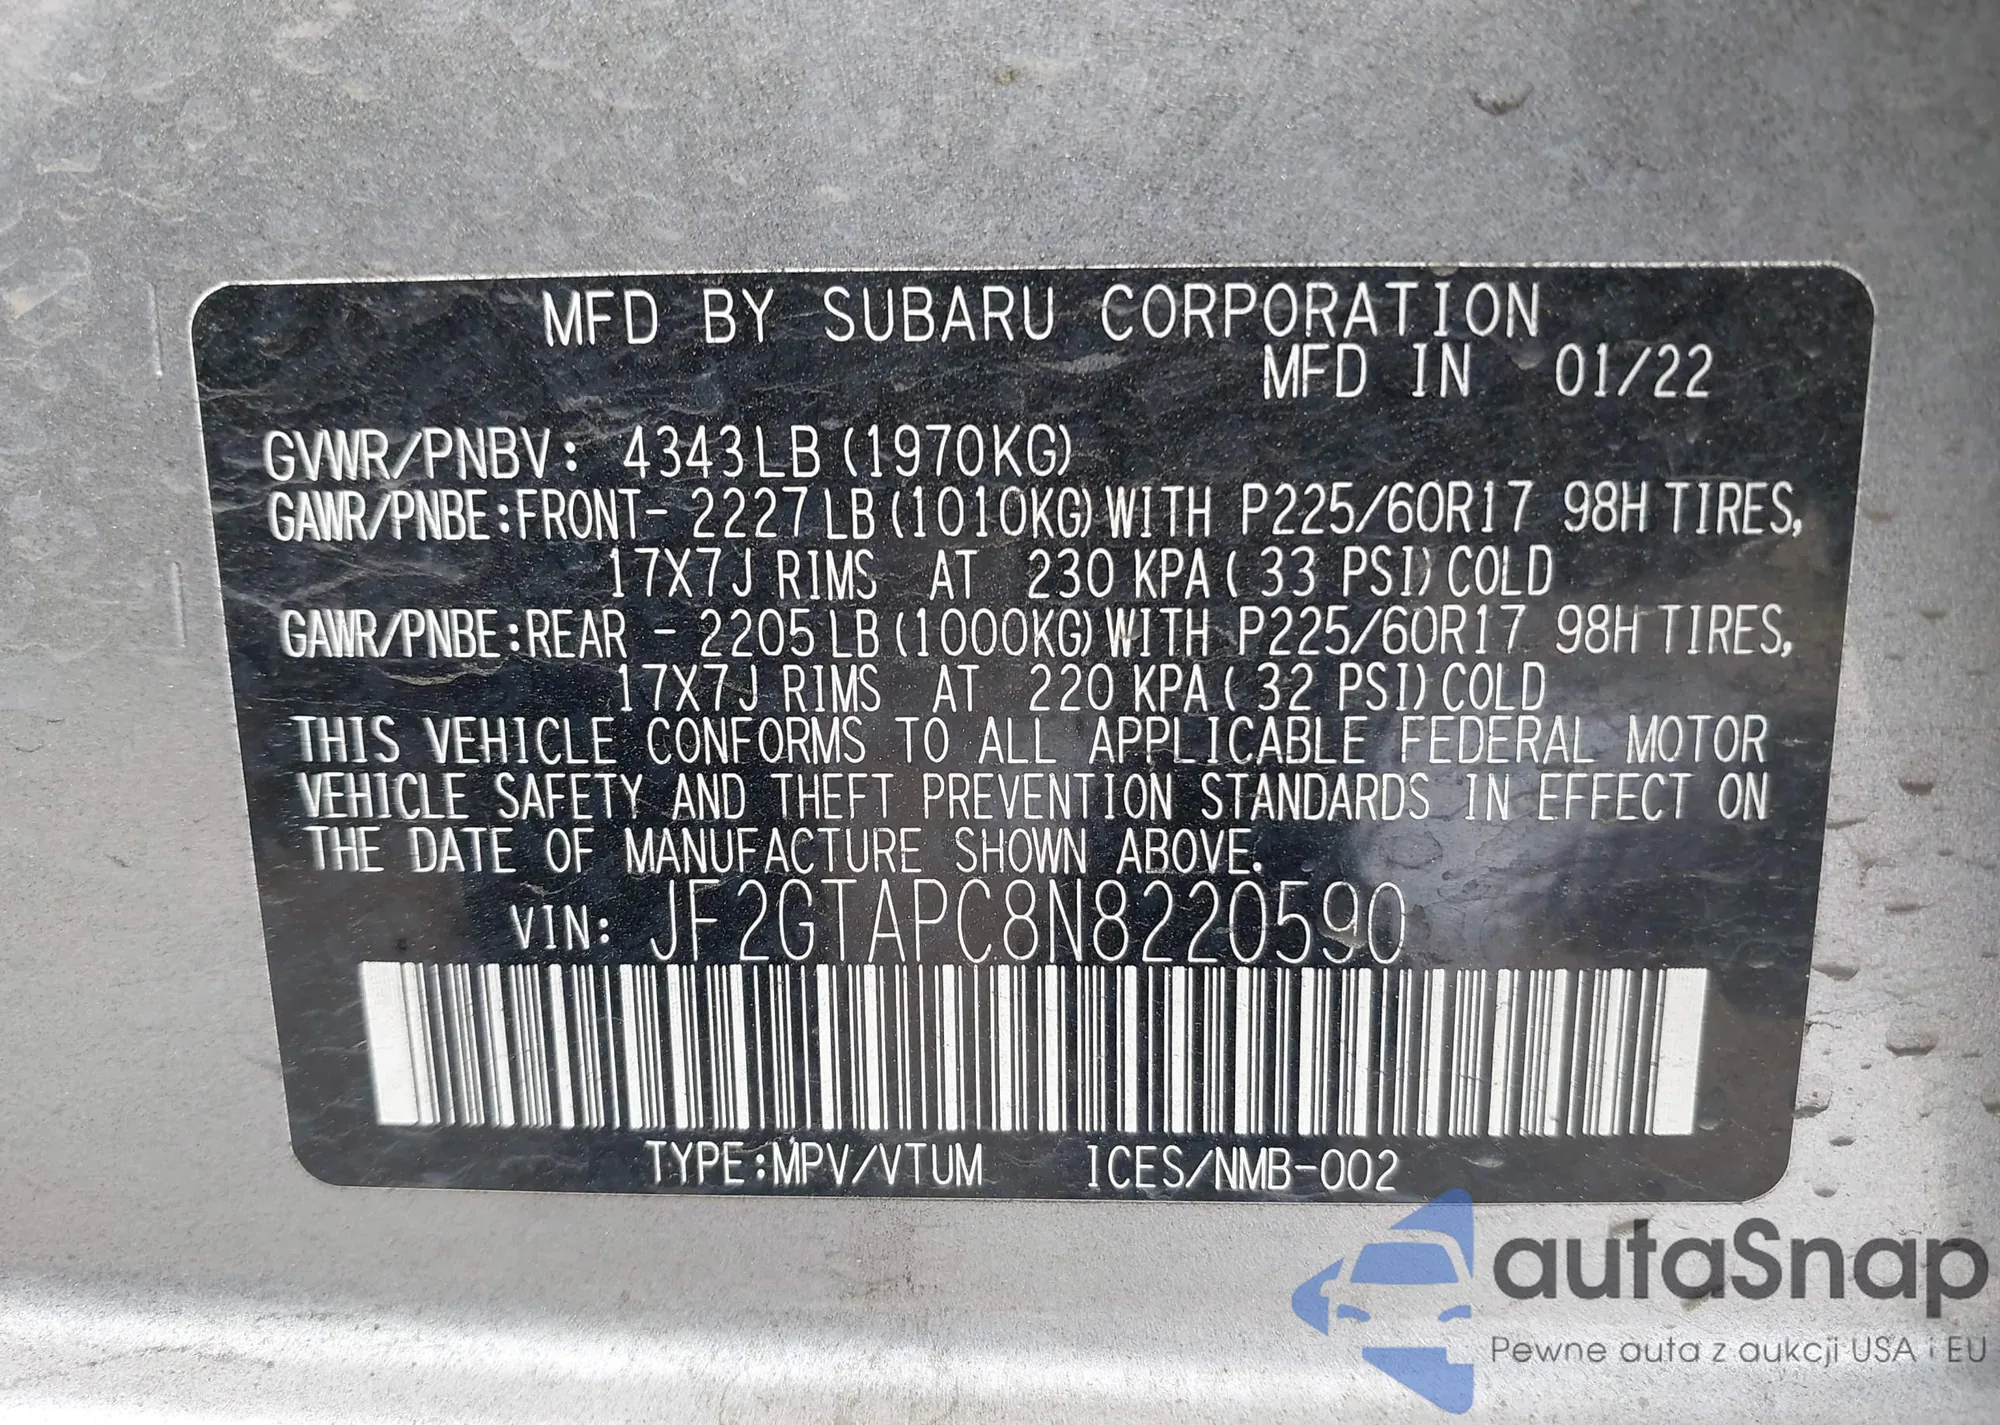 MFD BY SUBARU CORPORATION
MFD IN 01/22
GVWR/PNBV: 4343LB (1970KG)
GAWR/PNBE:FRONT- 2227LB (1010KG) WITH P225/60R17 98H TIRES,
17X7J RIMS AT 230 KPA ( 33 PSI) COLD
GAWR/PNBE:REAR - 2205LB (1000KG) WITH P225/60R17 98H TIRES,
17X7J RIMS AT 220 KPA ( 32 PSI) COLD
THIS VEHICLE CONFORMS TO ALL APPLICABLE FEDERAL MOTOR
VEHICLE SAFETY AND THEFT PREVENTION STANDARDS IN EFFECT ON
THE DATE OF MANUFACTURE SHOWN ABOVE.
VIN: JF2GTAPC8N8220590
TYPE:MPV/VTUM ICES/NMB-002
autaSnap
Pewne auta z aukcji USA i EU